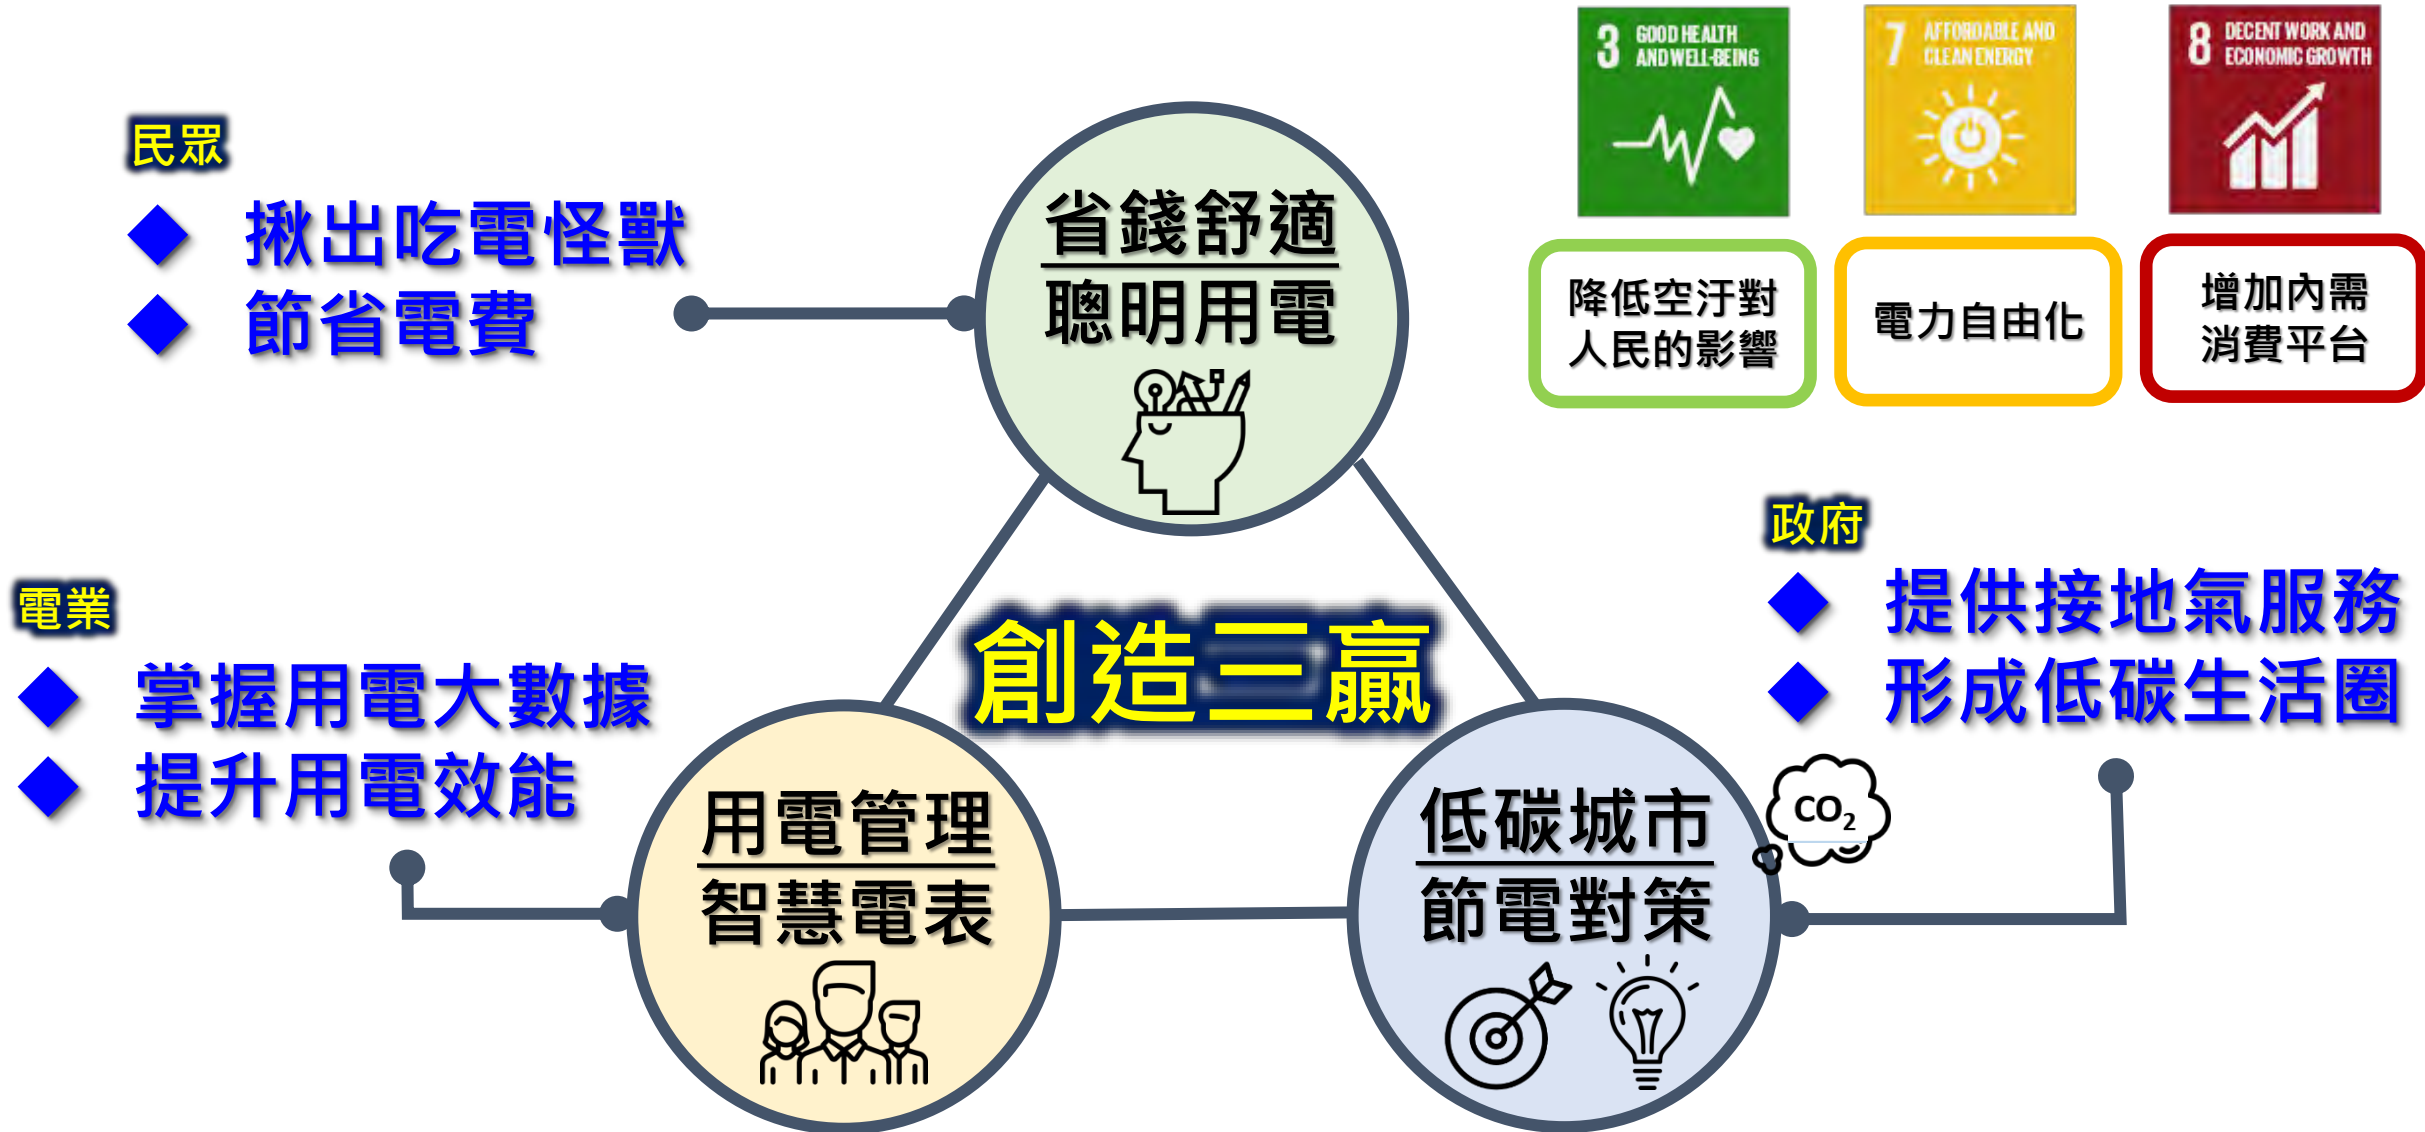 民眾
揪出吃電怪獸
節省電費
省錢舒適
聰明用電
3 GOOD HEALTH
AND WELL-BEING
7 AFFORDABLE AND
CLEAN ENERGY
8 DECENT WORK AND
ECONOMIC GROWTH
降低空汙對
人民的影響
電力自由化
增加內需
消費平台
電業
掌握用電大數據
提升用電效能
創造三贏
政府
提供接地氣服務
形成低碳生活圈
用電管理
智慧電表
低碳城市
節電對策
CO₂